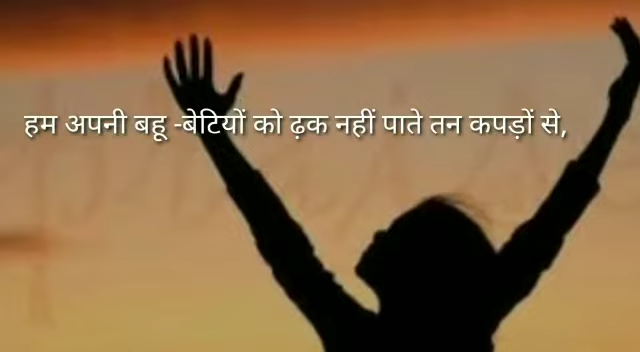 हम अपनी बहू -बेटियों को ढ़क नहीं पाते तन कपड़ों से,